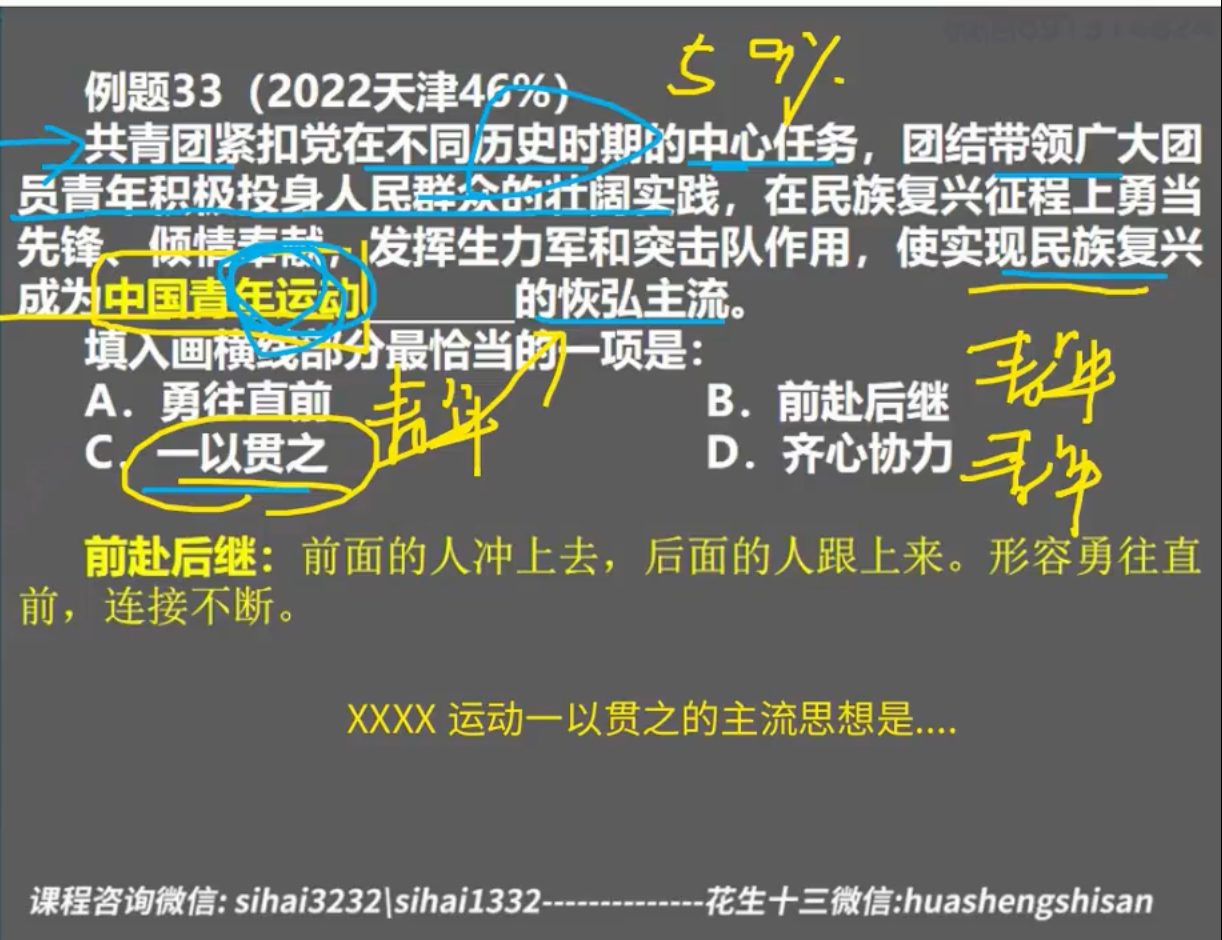 59%
例题33（2022天津46%）
共青团紧扣党在不同历史时期的中心任务，团结带领广大团
员青年积极投身人民群众的壮阔实践，在民族复兴征程上勇当
先锋、倾情奉献，发挥生力军和突击队作用，使实现民族复兴
成为中国青年运动______的恢弘主流。
填入画横线部分最恰当的一项是：
A．勇往直前 青年 B．前赴后继 青年
C．一以贯之 D．齐心协力 青年
前赴后继：前面的人冲上去，后面的人跟上来。形容勇往直
前，连接不断。
XXXX 运动一以贯之的主流思想是....
课程咨询微信: sihai3232\sihai1332--------------花生十三微信:huashengshisan